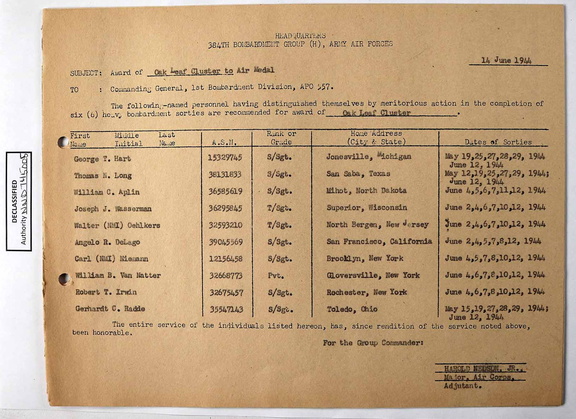 HEADQUARTERS
384TH BOMBARDMENT GROUP (H), ARMY AIR FORCES
14 June 1944
SUBJECT: Award of Oak Leaf Cluster to Air Medal
TO : Commanding General, 1st Bombardment Division, APO 557.
The following-named personnel having distinguished themselves by meritorious action in the completion of
six (6) heavy bombardment sorties are recommended for award of Oak Leaf Cluster .
First Name Middle Initial Last Name A.S.N. Rank or Grade Home Address (City & State) Dates of Sorties
George T. Hart 15329745 S/Sgt. Jonesville, Michigan May 19,25,27,28,29, 1944
June 12, 1944
Thomas B. Long 38131833 S/Sgt. San Saba, Texas May 12,19,25,27,29, 1944;
June 12, 1944
William C. Aplin 36585619 S/Sgt. Minot, North Dakota June 4,5,6,7,11,12, 1944
Joseph J. Wasserman 36295845 T/Sgt. Superior, Wisconsin June 2,4,6,7,10,12, 1944
Walter (NMI) Oehlkers 32593210 T/Sgt. North Bergen, New Jersey June 2,4,6,7,10,12, 1944
Angelo R. DeLago 39045569 S/Sgt. San Francisco, California June 2,4,5,7,8,12, 1944
Carl (NMI) Niemann 12156458 S/Sgt. Brooklyn, New York June 4,5,7,8,10,12, 1944
William B. Van Natter 32668773 Pvt. Gloversville, New York June 4,6,7,8,10,12, 1944
Robert T. Irwin 32675457 S/Sgt. Rochester, New York June 4,6,7,8,10,12, 1944
Gerhardt C. Radde 35547143 S/Sgt. Toledo, Ohio May 15,19,27,28,29, 1944;
June 12, 1944
The entire service of the individuals listed hereon, has, since rendition of the service noted above,
been honorable.
For the Group Commander:
HAROLD JR.,
Major, Air Corps,
Adjutant.
DECLASSIFIED
Authority